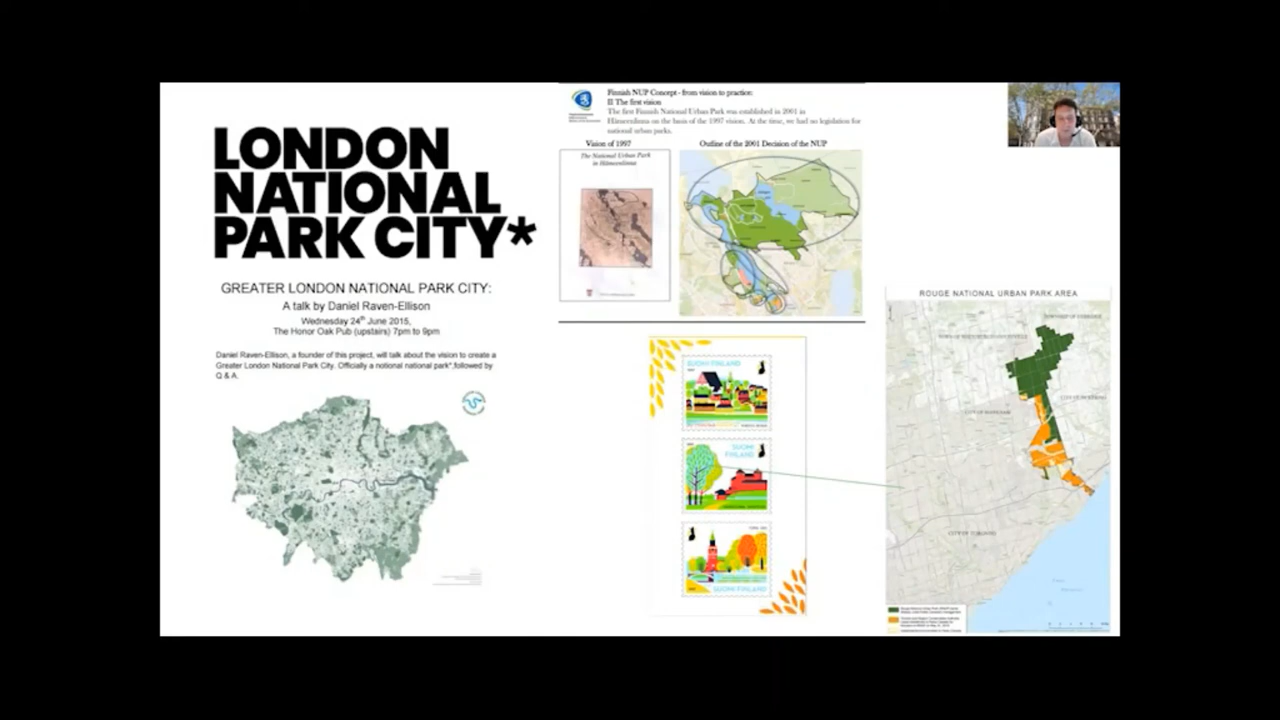 LONDON
NATIONAL
PARK CITY*
GREATER LONDON NATIONAL PARK CITY:
A talk by Daniel Raven-Ellison
Wednesday 24th June 2015,
The Honor Oak Pub (upstairs) 7pm to 9pm
Daniel Raven-Ellison, a founder of this project, will talk about the vision to create a
Greater London National Park City. Officially a notional national park*,followed by
Q & A.
Finnish NUP Concept - from vision to practice:
II The first vision
The first Finnish National Urban Park was established in 2001 in
Hämeenlinna on the basis of the 1997 vision. At the time, we had no legislation for
national urban parks.
Vision of 1997
Outline of the 2001 Decision of the NUP
The National Urban Park
in Hämeenlinna
SUOMI FINLAND
SUOMI
FINLAND
SUOMI FINLAND
ROUGE NATIONAL URBAN PARK AREA
CITY OF TORONTO